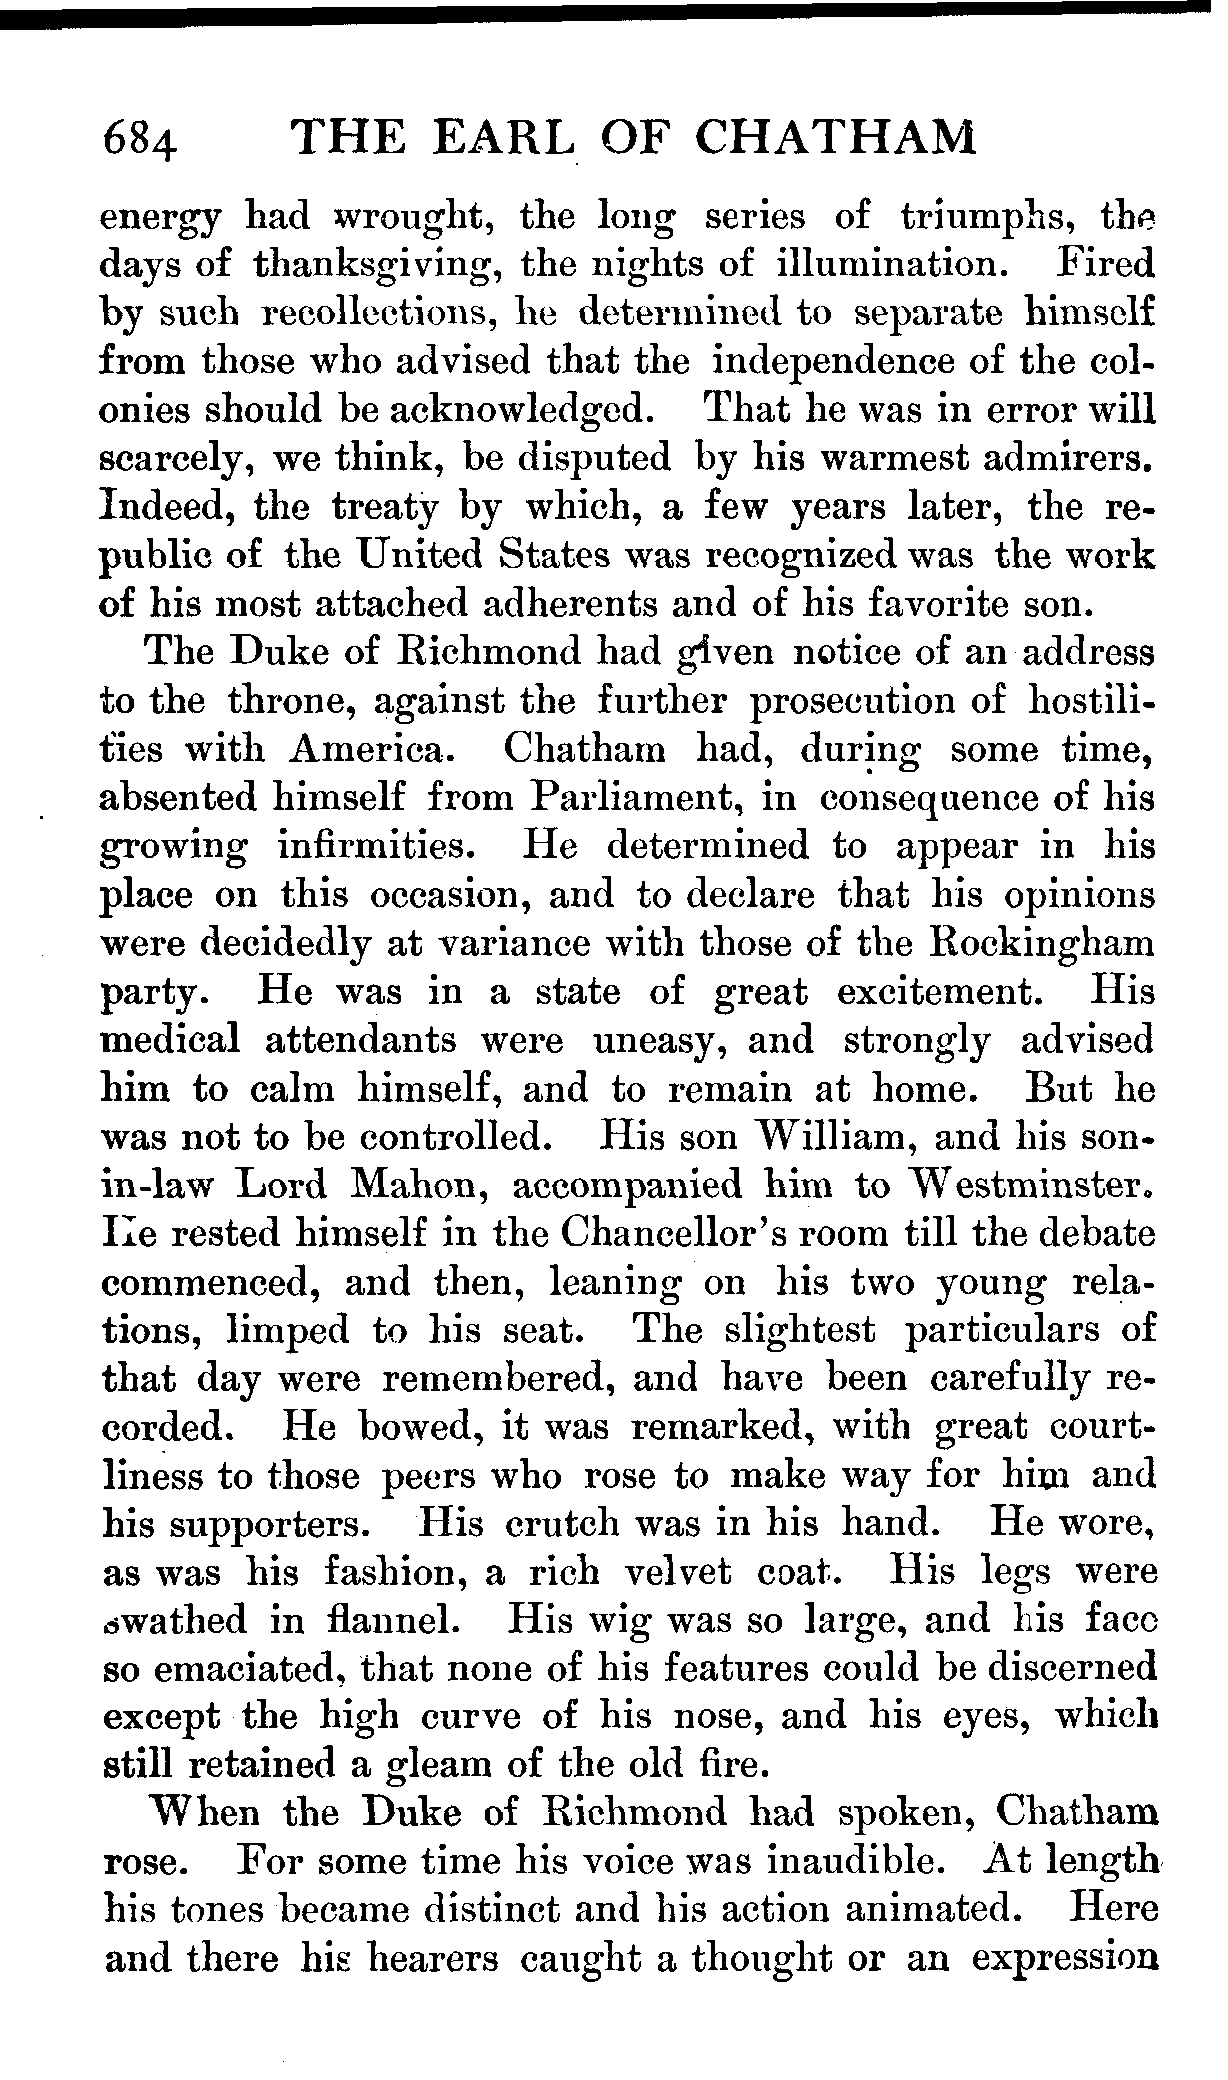 684 THE EARL OF CHATHAM
energy had wrought, the long series of triumphs, the
days of thanksgiving, the nights of illumination. Fired
by such recollections, he determined to separate himself
from those who advised that the independence of the col-
onies should be acknowledged. That he was in error will
scarcely, we think, be disputed by his warmest admirers.
Indeed, the treaty by which, a few years later, the re-
public of the United States was recognized was the work
of his most attached adherents and of his favorite son.
The Duke of Richmond had given notice of an address
to the throne, against the further prosecution of hostili-
ties with America. Chatham had, during some time,
absented himself from Parliament, in consequence of his
growing infirmities. He determined to appear in his
place on this occasion, and to declare that his opinions
were decidedly at variance with those of the Rockingham
party. He was in a state of great excitement. His
medical attendants were uneasy, and strongly advised
him to calm himself, and to remain at home. But he
was not to be controlled. His son William, and his son-
in-law Lord Mahon, accompanied him to Westminster.
He rested himself in the Chancellor's room till the debate
commenced, and then, leaning on his two young rela-
tions, limped to his seat. The slightest particulars of
that day were remembered, and have been carefully re-
corded. He bowed, it was remarked, with great court-
liness to those peers who rose to make way for him and
his supporters. His crutch was in his hand. He wore,
as was his fashion, a rich velvet coat. His legs were
swathed in flannel. His wig was so large, and his face
so emaciated, that none of his features could be discerned
except the high curve of his nose, and his eyes, which
still retained a gleam of the old fire.
When the Duke of Richmond had spoken, Chatham
rose. For some time his voice was inaudible. At length
his tones became distinct and his action animated. Here
and there his hearers caught a thought or an expression